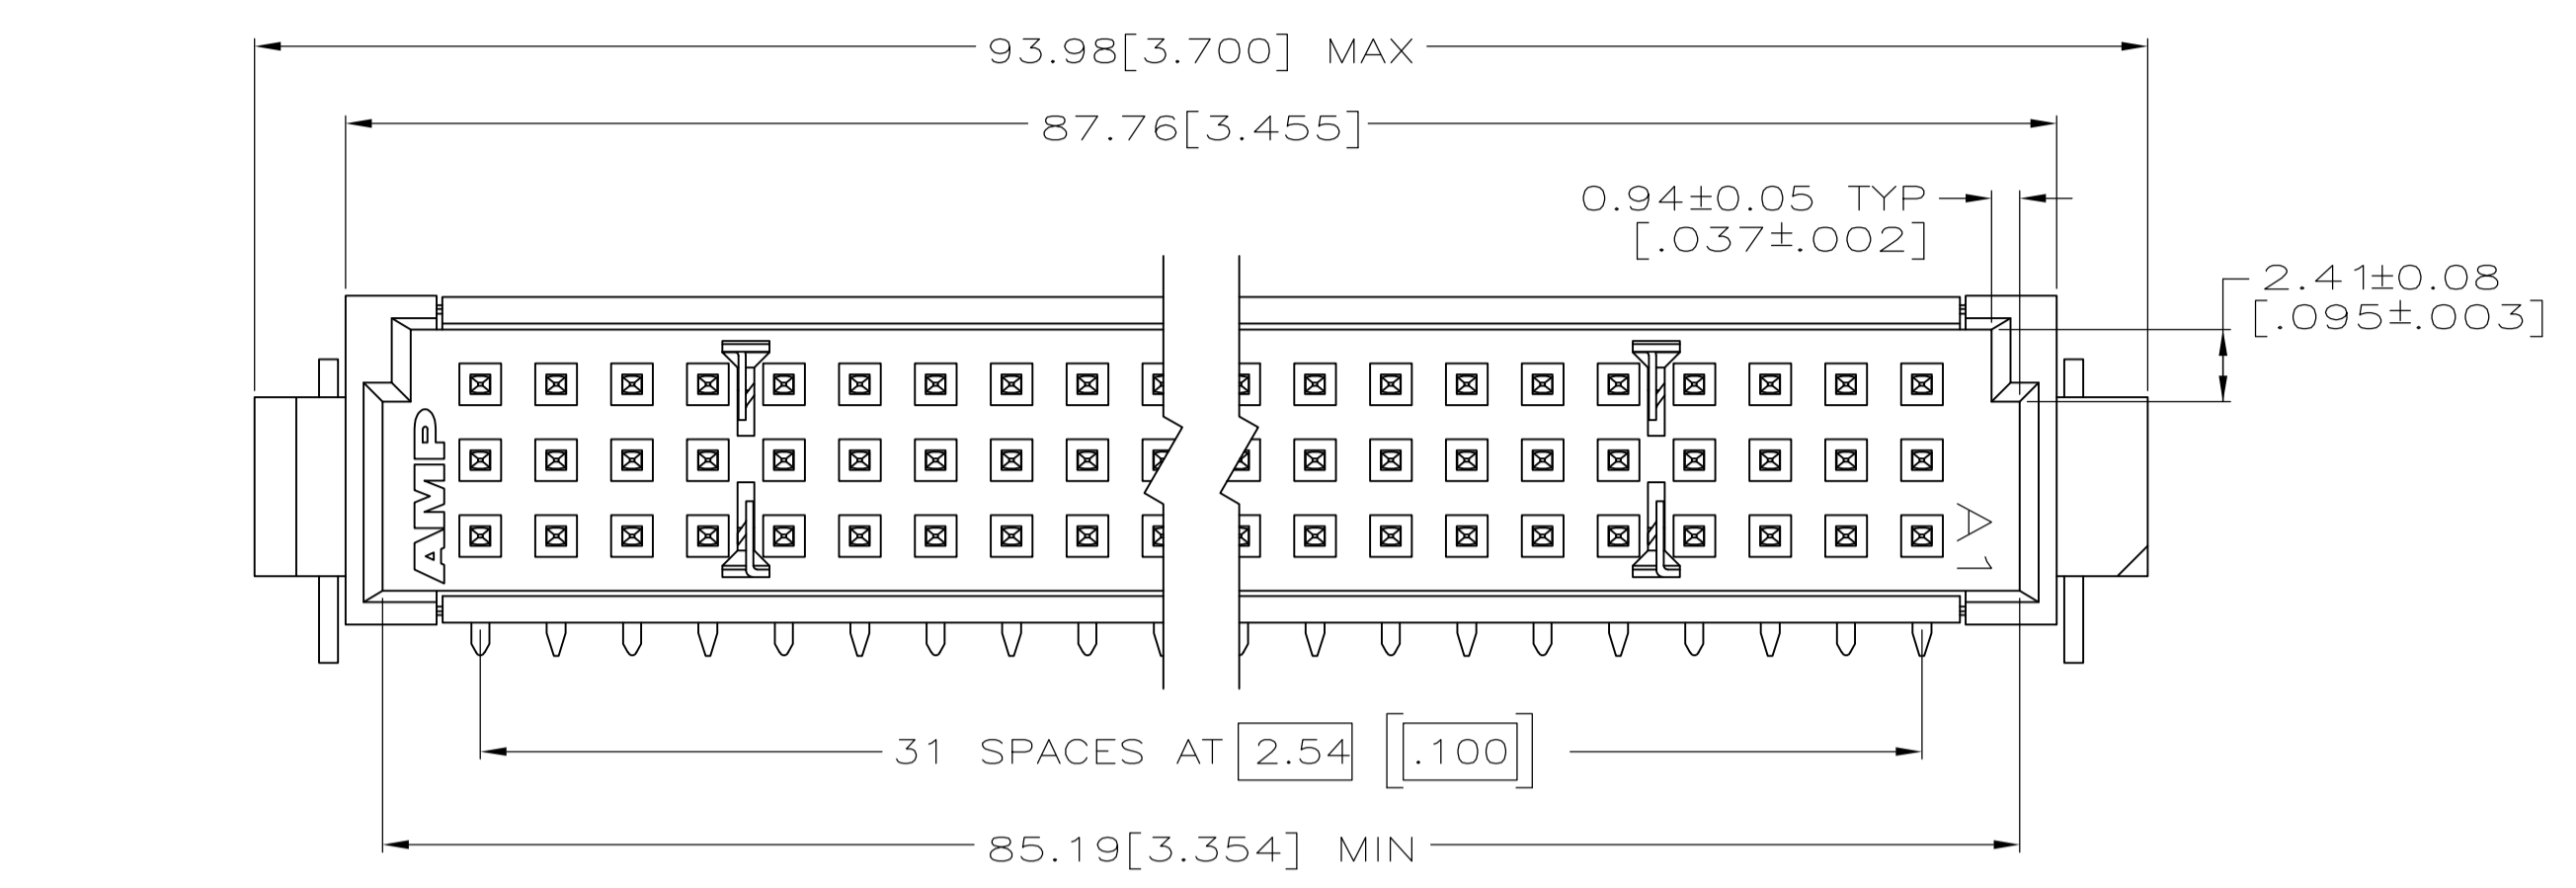 93.98[3.700] MAX
87.76[3.455]
0.94±0.05 TYP
[.037±.002]
2.41±0.08
[.095±.003]
AMP
A1
31 SPACES AT 2.54 [.100]
85.19[3.354] MIN